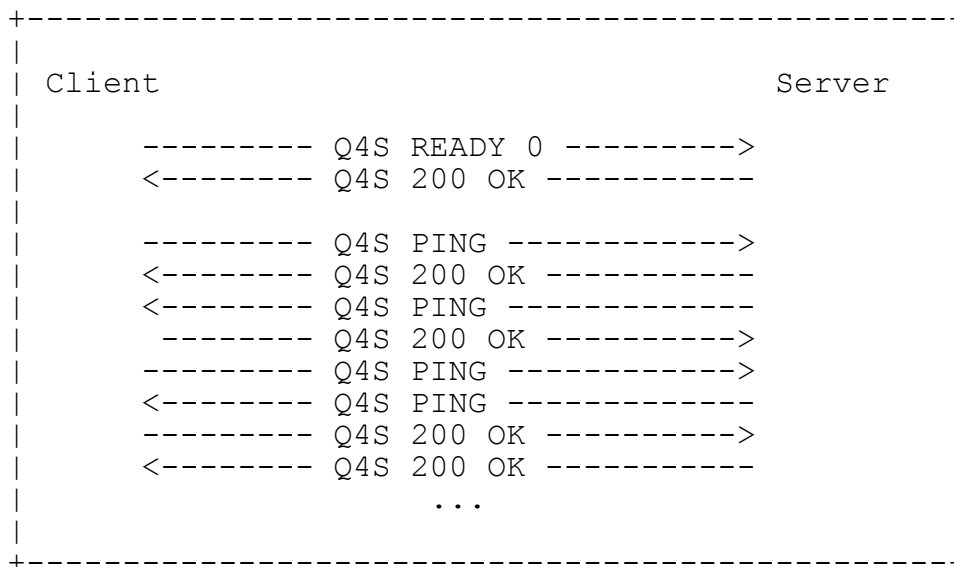 +------------------------------------------------
|
| Client                                Server
|
|      --------- Q4S READY 0 --------->
|      <-------- Q4S 200 OK -----------
|
|      --------- Q4S PING ------------>
|      <-------- Q4S 200 OK -----------
|      <-------- Q4S PING -------------
|       -------- Q4S 200 OK ---------->
|      --------- Q4S PING ------------>
|      <-------- Q4S PING -------------
|      --------- Q4S 200 OK ---------->
|      <-------- Q4S 200 OK -----------
|                     ...
|
+------------------------------------------------